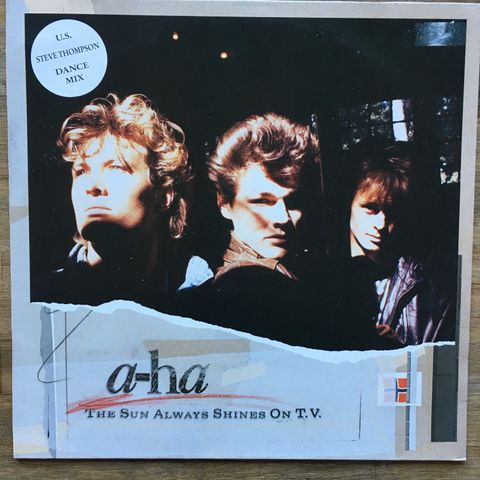 U.S.
STEVE THOMPSON
DANCE
MIX
a-ha
THE SUN ALWAYS SHINES ON T.V.